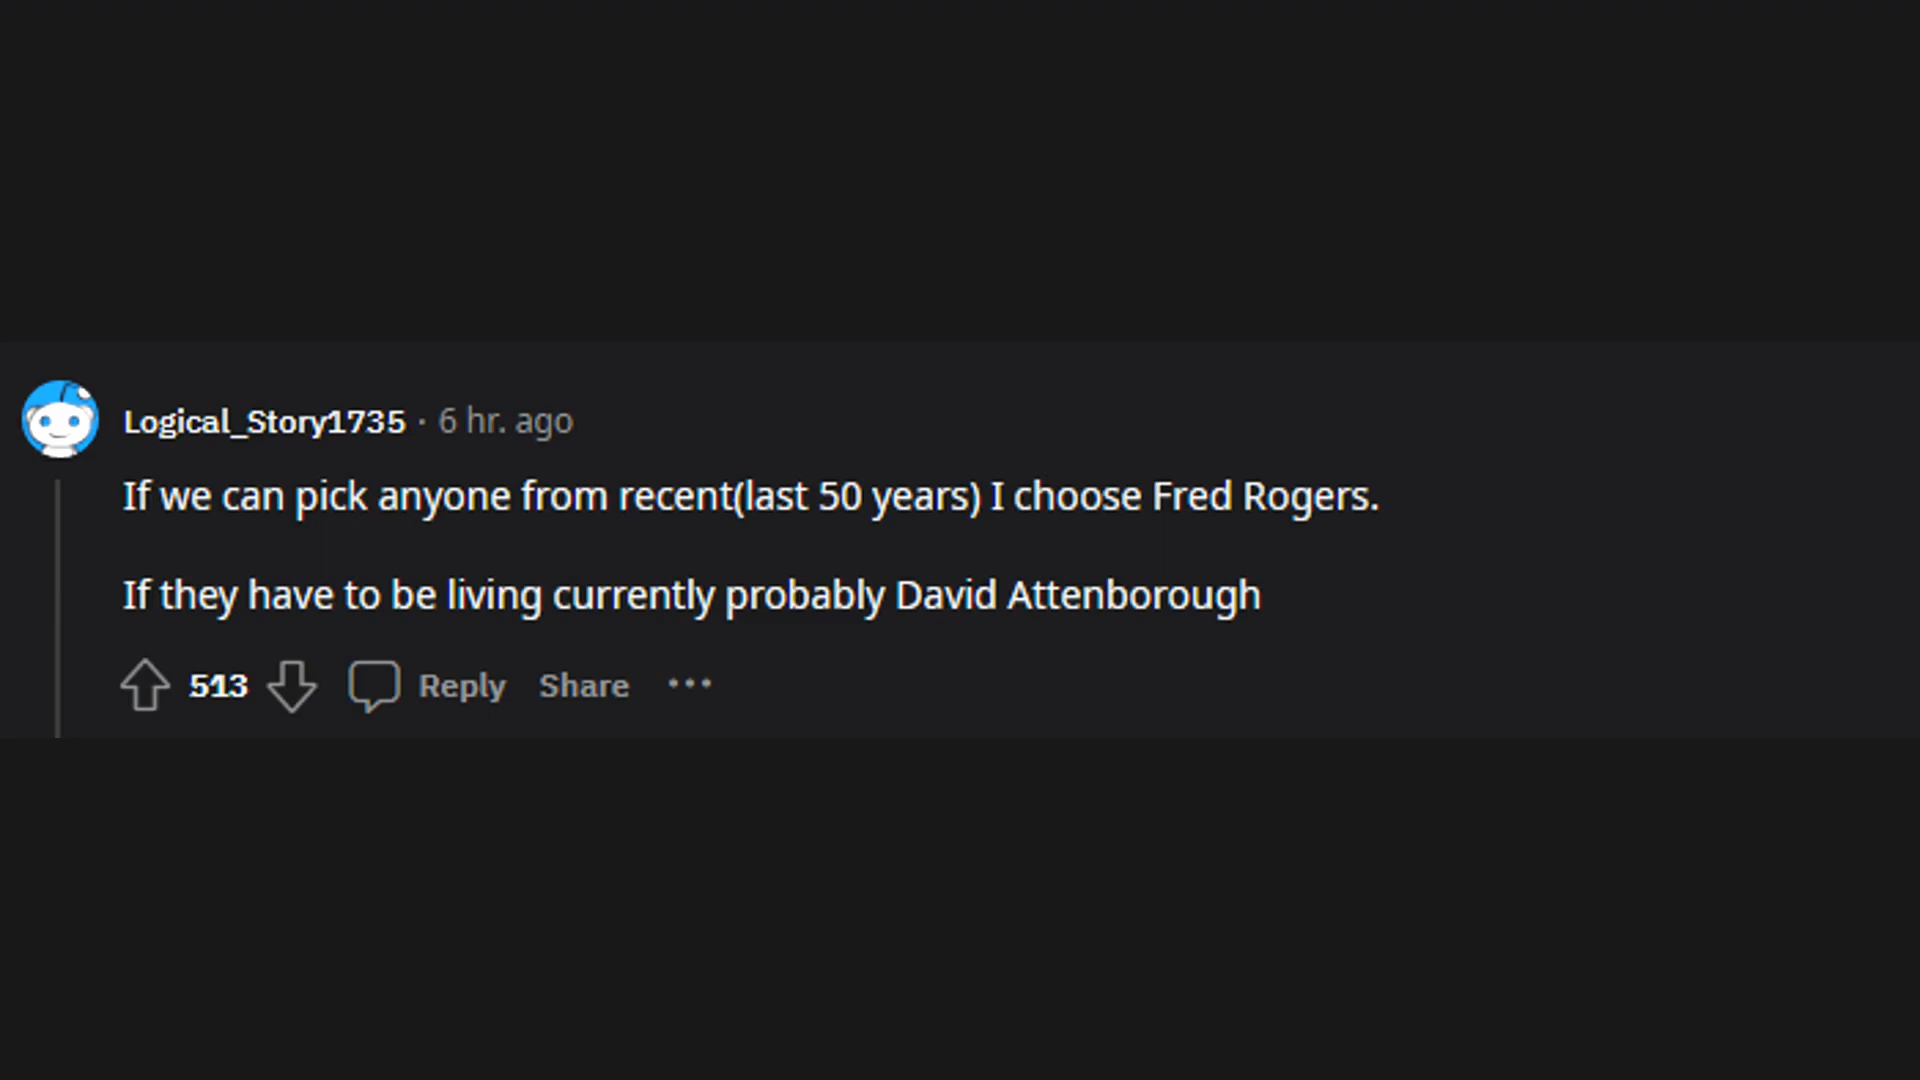 Logical_Story1735 · 6 hr. ago
If we can pick anyone from recent(last 50 years) I choose Fred Rogers.
If they have to be living currently probably David Attenborough
513 Reply Share ···